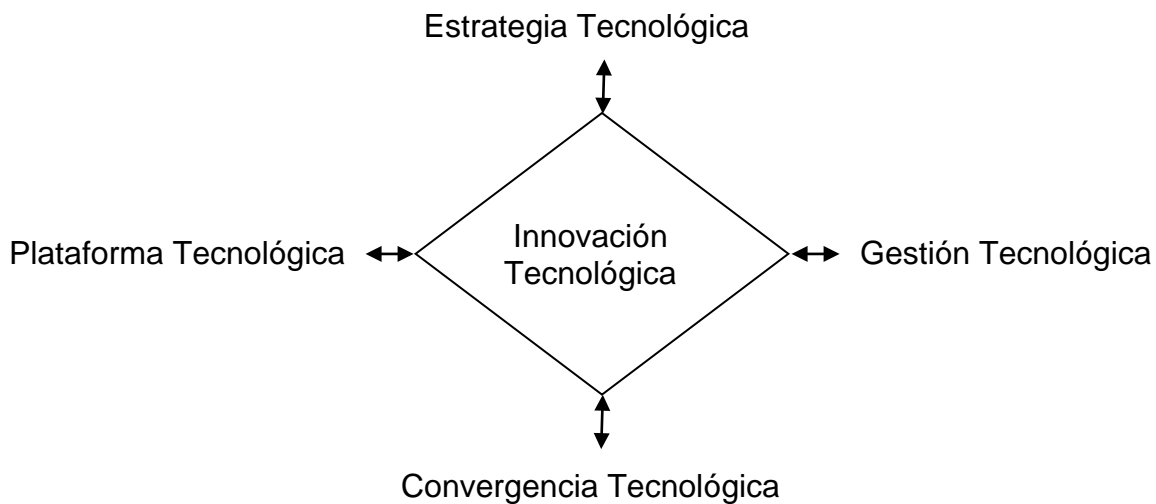 Estrategia Tecnológica
Plataforma Tecnológica
Innovación
Tecnológica
Gestión Tecnológica
Convergencia Tecnológica